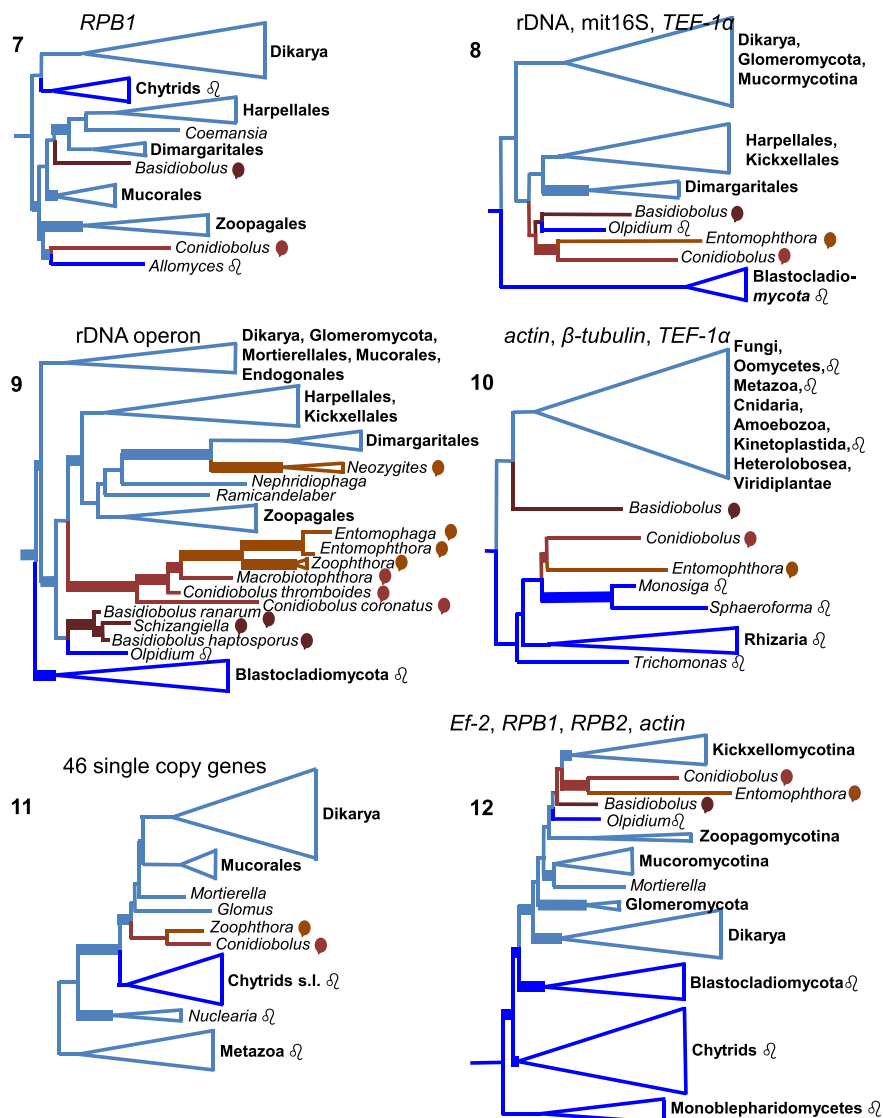 7
RPB1
Dikarya
Chytrids ♌
Harpellales
Coemansia
Dimargaritales
Basidiobolus
Mucorales
Zoopagales
Conidiobolus
Allomyces ♌
8
rDNA, mit16S, TEF-1α
Dikarya,
Glomeromycota,
Mucormycotina
Harpellales,
Kickxellales
Dimargaritales
Basidiobolus
Olpidium ♌
Entomophthora
Conidiobolus
Blastocladio-
mycota ♌
9
rDNA operon
Dikarya, Glomeromycota,
Mortierellales, Mucorales,
Endogonales
Harpellales,
Kickxellales
Dimargaritales
Neozygites
Nephridiophaga
Ramicandelaber
Zoopagales
Entomophaga
Entomophthora
Zoophthora
Macrobiotophthora
Conidiobolus thromboides
Conidiobolus coronatus
Basidiobolus ranarum
Schizangiella
Basidiobolus haptosporus
Olpidium ♌
Blastocladiomycota ♌
10
actin, β-tubulin, TEF-1α
Fungi,
Oomycetes,♌
Metazoa,♌
Cnidaria,
Amoebozoa,
Kinetoplastida,♌
Heterolobosea,
Viridiplantae
Basidiobolus
Conidiobolus
Entomophthora
Monosiga ♌
Sphaeroforma ♌
Rhizaria ♌
Trichomonas ♌
11
46 single copy genes
Dikarya
Mucorales
Mortierella
Glomus
Zoophthora
Conidiobolus
Chytrids s.l. ♌
Nuclearia ♌
Metazoa ♌
12
Ef-2, RPB1, RPB2, actin
Kickxellomycotina
Conidiobolus
Entomophthora
Basidiobolus
Olpidium♌
Zoopagomycotina
Mucoromycotina
Mortierella
Glomeromycota
Dikarya
Blastocladiomycota♌
Chytrids ♌
Monoblepharidomycetes ♌